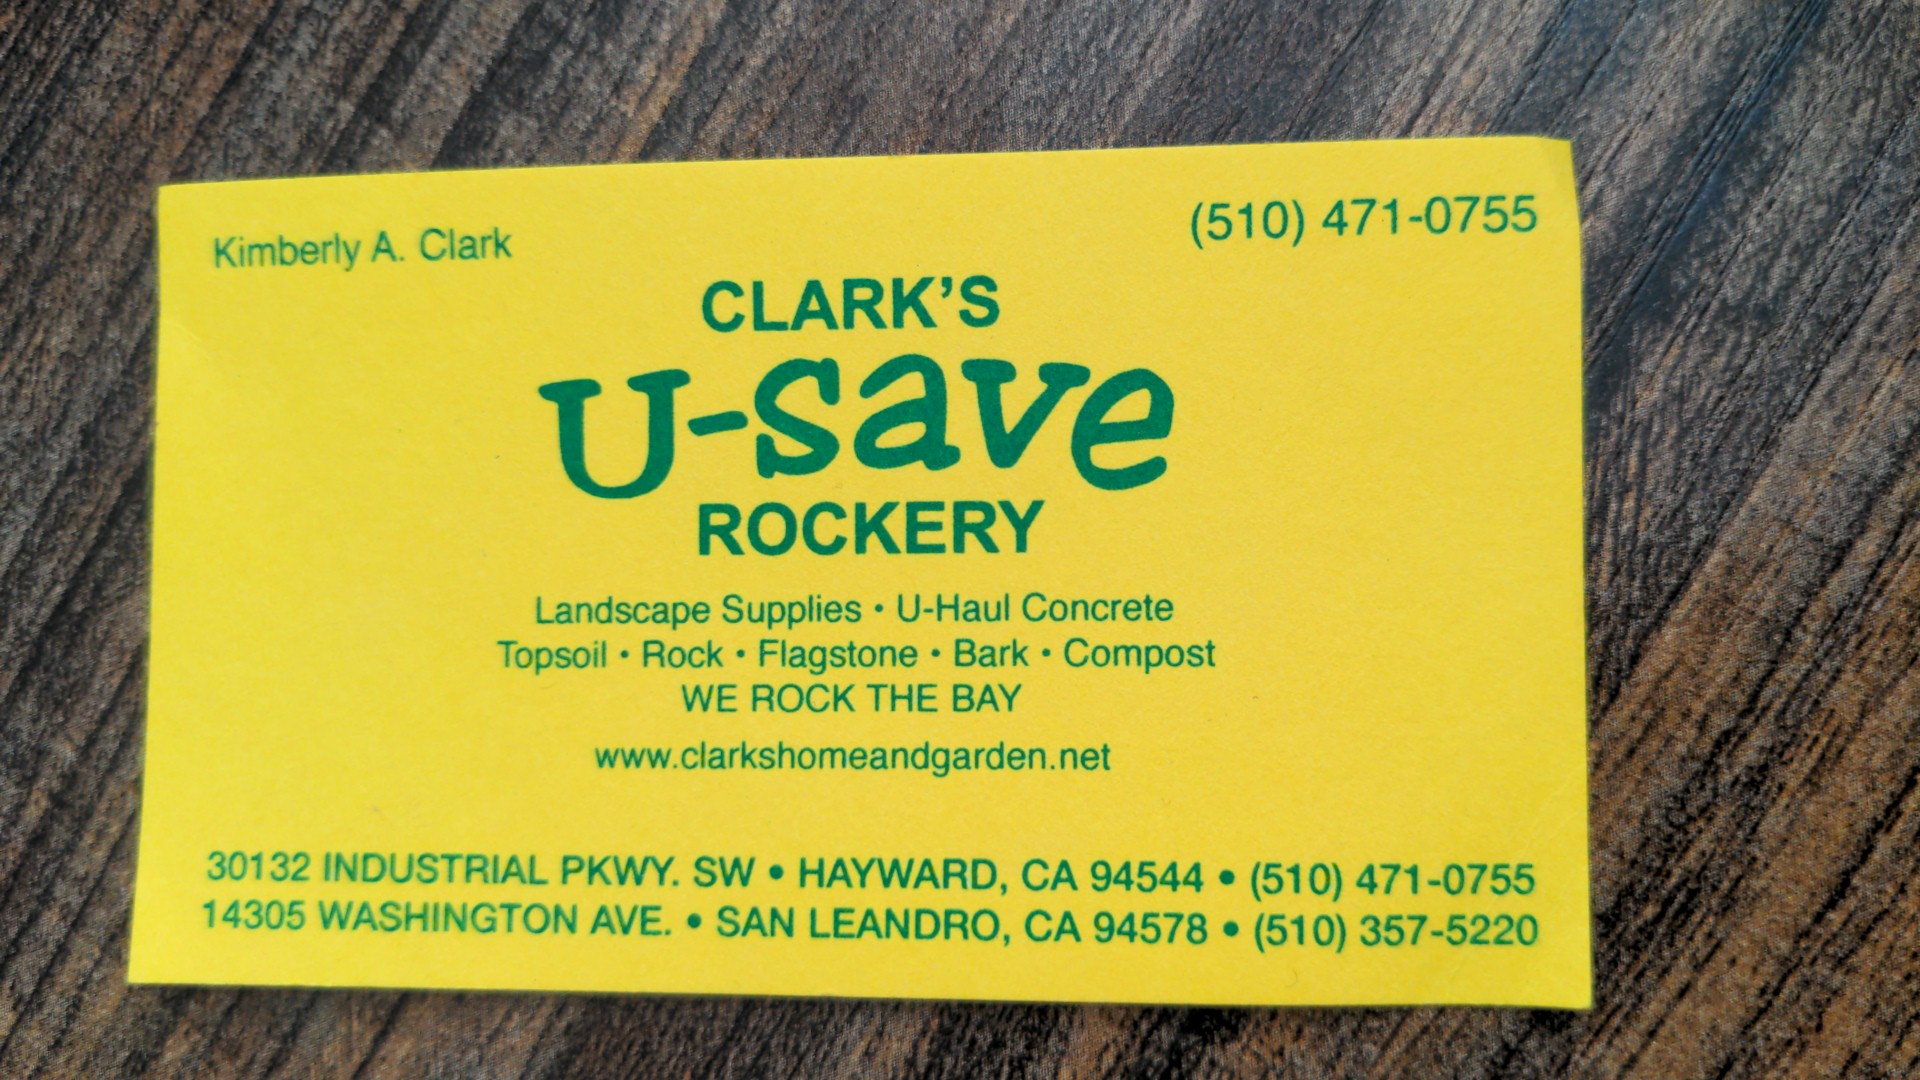 Kimberly A. Clark
(510) 471-0755
CLARK'S
U-save
ROCKERY
Landscape Supplies • U-Haul Concrete
Topsoil • Rock • Flagstone • Bark • Compost
WE ROCK THE BAY
www.clarkshomeandgarden.net
30132 INDUSTRIAL PKWY. SW • HAYWARD, CA 94544 • (510) 471-0755
14305 WASHINGTON AVE. • SAN LEANDRO, CA 94578 • (510) 357-5220